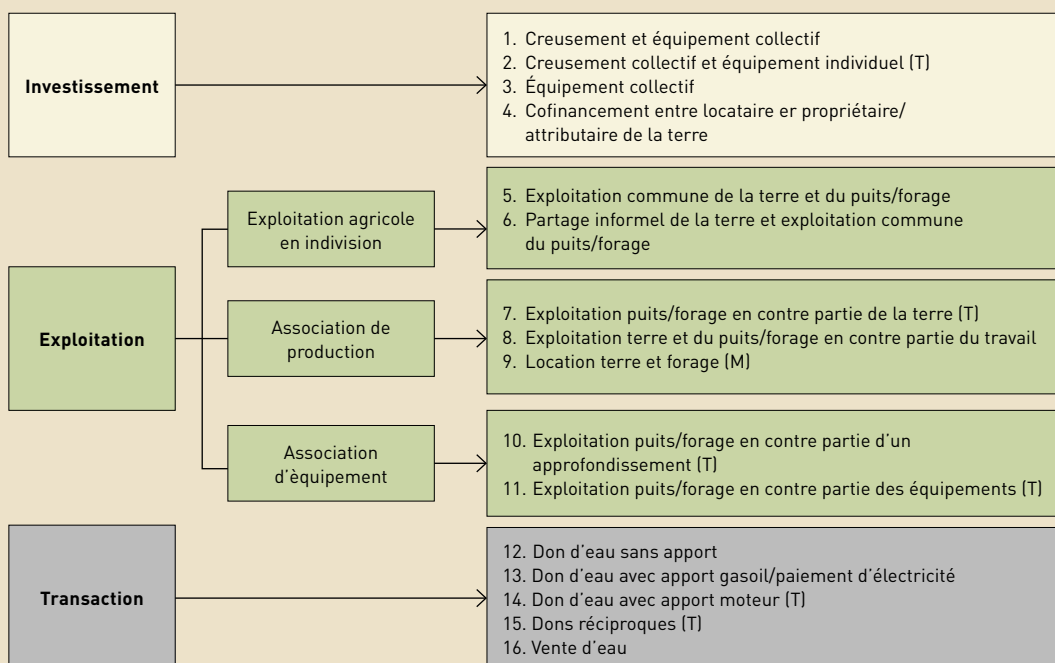 Investissement
1. Creusement et équipement collectif
2. Creusement collectif et équipement individuel (T)
3. Équipement collectif
4. Cofinancement entre locataire er propriétaire/
attributaire de la terre
Exploitation
Exploitation agricole
en indivision
5. Exploitation commune de la terre et du puits/forage
6. Partage informel de la terre et exploitation commune
du puits/forage
Association de
production
7. Exploitation puits/forage en contre partie de la terre (T)
8. Exploitation terre et du puits/forage en contre partie du travail
9. Location terre et forage (M)
Association
d'èquipement
10. Exploitation puits/forage en contre partie d'un
approfondissement (T)
11. Exploitation puits/forage en contre partie des équipements (T)
Transaction
12. Don d'eau sans apport
13. Don d'eau avec apport gasoil/paiement d'électricité
14. Don d'eau avec apport moteur (T)
15. Dons réciproques (T)
16. Vente d'eau